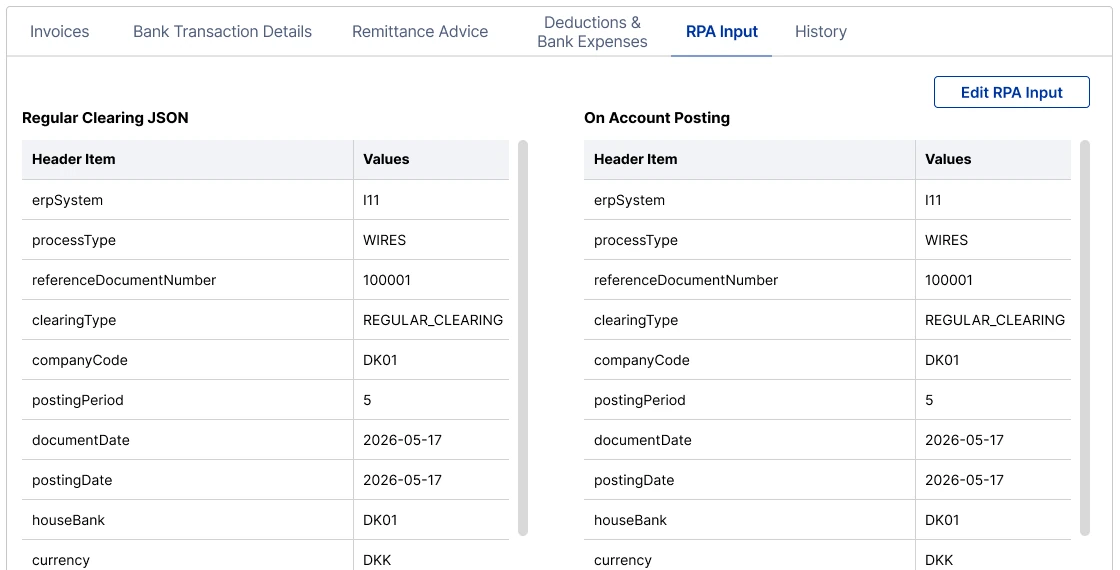 Invoices
Bank Transaction Details
Remittance Advice
Deductions &
Bank Expenses
RPA Input
History
Edit RPA Input
Regular Clearing JSON
Header Item Values
erpSystem I11
processType WIRES
referenceDocumentNumber 100001
clearingType REGULAR_CLEARING
companyCode DK01
postingPeriod 5
documentDate 2026-05-17
postingDate 2026-05-17
houseBank DK01
currency DKK
On Account Posting
Header Item Values
erpSystem I11
processType WIRES
referenceDocumentNumber 100001
clearingType REGULAR_CLEARING
companyCode DK01
postingPeriod 5
documentDate 2026-05-17
postingDate 2026-05-17
houseBank DK01
currency DKK